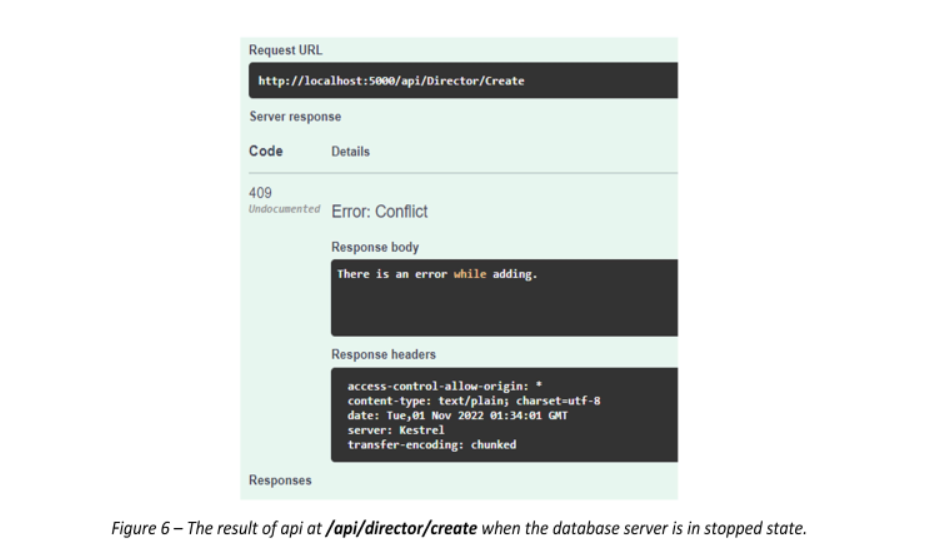 Request URL
http://localhost:5000/api/Director/Create
Server response
Code Details
409
Undocumented Error: Conflict
Response body
There is an error while adding.
Response headers
access-control-allow-origin: *
content-type: text/plain; charset=utf-8
date: Tue,01 Nov 2022 01:34:01 GMT
server: Kestrel
transfer-encoding: chunked
Responses
Figure 6 – The result of api at /api/director/create when the database server is in stopped state.